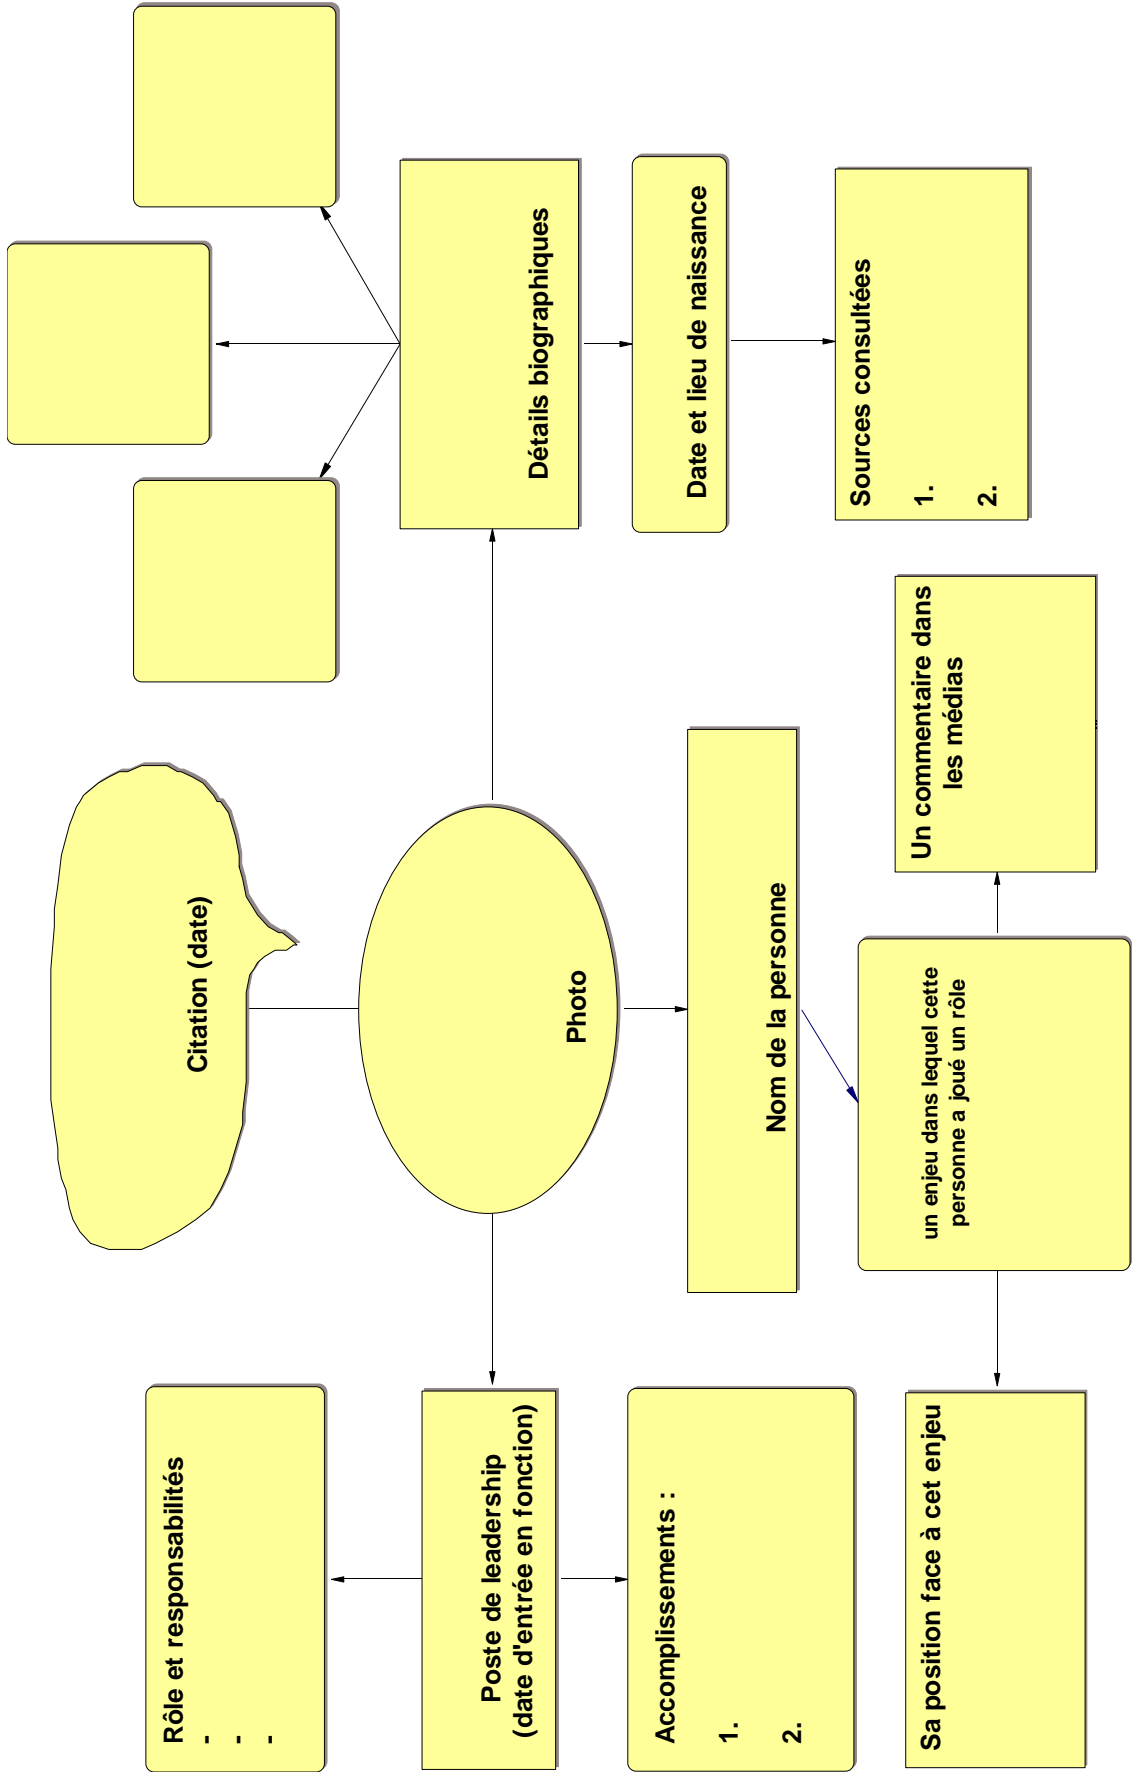 Rôle et responsabilités
-
-
-
Poste de leadership
(date d'entrée en fonction)
Accomplissements :
1.
2.
Sa position face à cet enjeu
Citation (date)
Photo
Nom de la personne
un enjeu dans lequel cette
personne a joué un rôle
Un commentaire dans
les médias
Détails biographiques
Date et lieu de naissance
Sources consultées
1.
2.